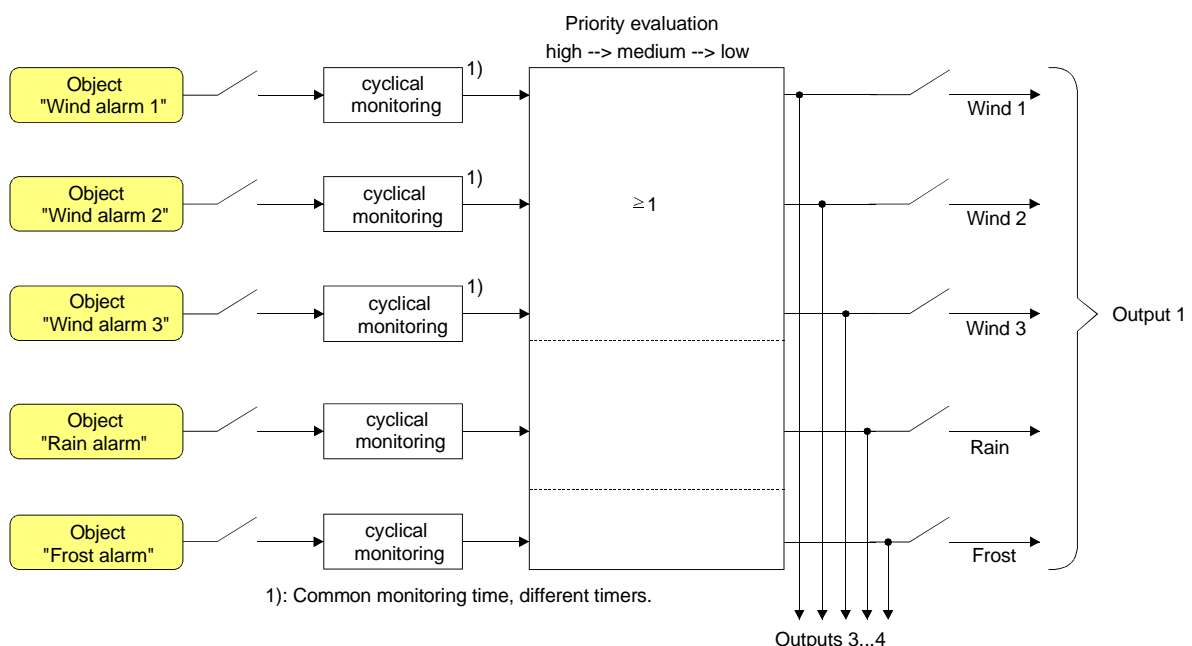 Priority evaluation
high --> medium --> low
Object
"Wind alarm 1"
cyclical
monitoring
1)
Wind 1
Object
"Wind alarm 2"
cyclical
monitoring
1)
≥1
Wind 2
Object
"Wind alarm 3"
cyclical
monitoring
1)
Wind 3
Output 1
Object
"Rain alarm"
cyclical
monitoring
Rain
Object
"Frost alarm"
cyclical
monitoring
Frost
1): Common monitoring time, different timers.
Outputs 3...4